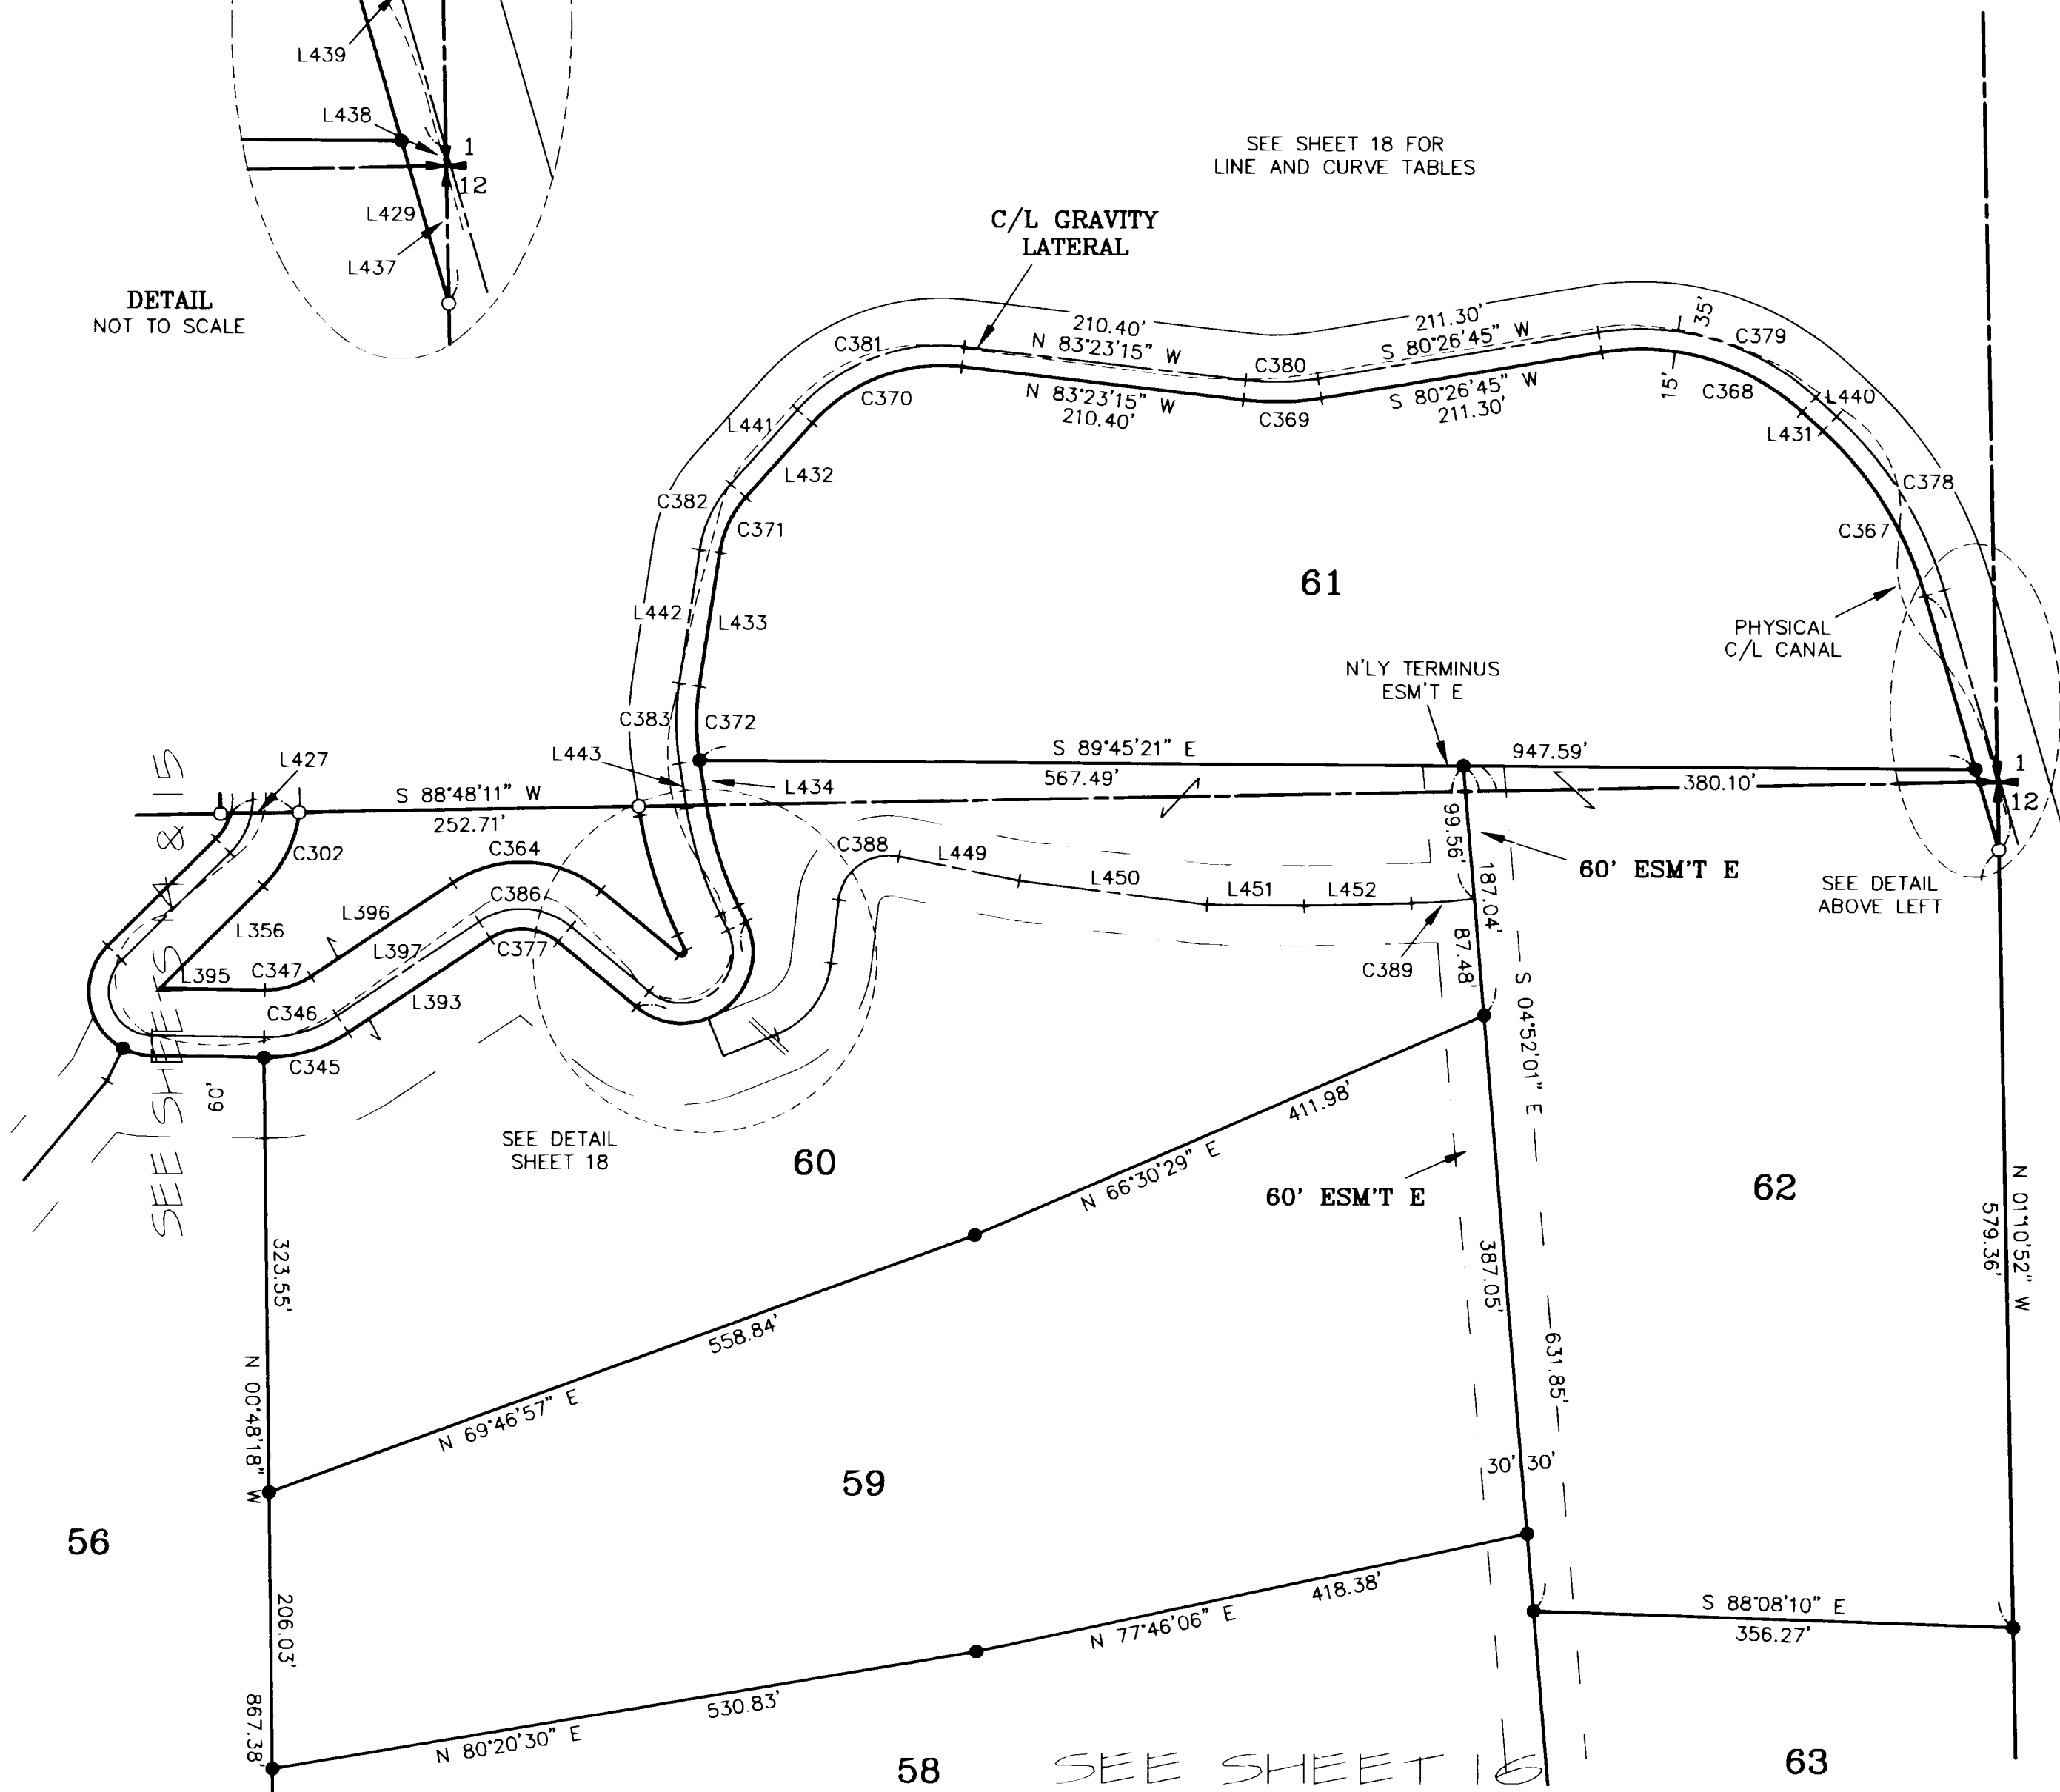 L439
L438
1
12
L429
L437
DETAIL
NOT TO SCALE
SEE SHEET 18 FOR
LINE AND CURVE TABLES
C/L GRAVITY
LATERAL
210.40'
N 83°23'15" W
C380
211.30'
S 80°26'45" W
35'
C379
C381
C370
N 83°23'15" W
210.40'
C369
S 80°26'45" W
211.30'
15'
C368
L440
L431
L441
L432
C382
C371
C378
C367
61
L442
L433
PHYSICAL
C/L CANAL
N'LY TERMINUS
ESM'T E
C383
C372
L443
L434
S 89°45'21" E
947.59'
567.49'
380.10'
1
12
L427
S 88°48'11" W
252.71'
SEE SHEETS 14 & 15
C302
C364
C386
C388
L449
L450
L451
L452
C389
99.56'
187.04'
87.48'
60' ESM'T E
SEE DETAIL
ABOVE LEFT
L396
L356
L397
C377
L395
C347
L393
C346
C345
60'
S 04°52'01" E
631.85'
SEE DETAIL
SHEET 18
60
411.98'
N 66°30'29" E
60' ESM'T E
62
N 01°10'52" W
579.36'
323.55'
387.05'
558.84'
N 69°46'57" E
N 00°48'18" W
867.38'
59
30' 30'
56
206.03'
418.38'
N 77°46'06" E
S 88°08'10" E
356.27'
530.83'
N 80°20'30" E
58
SEE SHEET 16
63